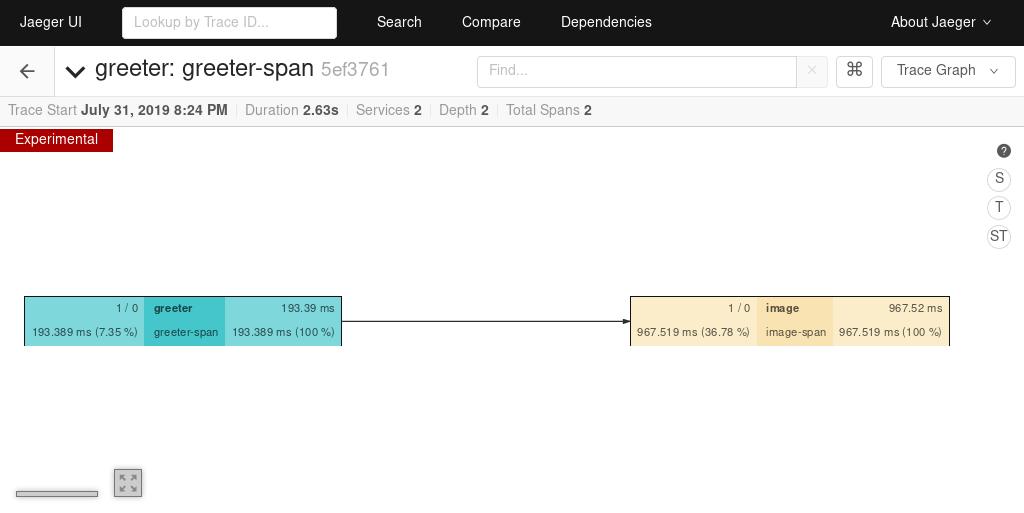 Jaeger UI Lookup by Trace ID... Search Compare Dependencies About Jaeger
greeter: greeter-span 5ef3761 Find... × ⌘ Trace Graph
Trace Start July 31, 2019 8:24 PM Duration 2.63s Services 2 Depth 2 Total Spans 2
Experimental
?
S
T
ST
1 / 0 greeter 193.39 ms
193.389 ms (7.35 %) greeter-span 193.389 ms (100 %)
1 / 0 image 967.52 ms
967.519 ms (36.78 %) image-span 967.519 ms (100 %)